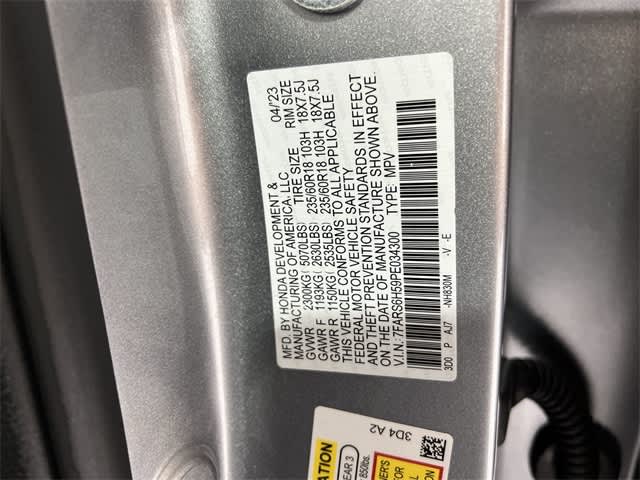 MFD. BY HONDA DEVELOPMENT & 04/'23
MANUFACTURING OF AMERICA, LLC
TIRE SIZE RIM SIZE
GVWR 2300KG( 5070LBS)
GAWR F 1193KG( 2630LBS) 235/60R18 103H 18X7.5J
GAWR R 1150KG( 2535LBS) 235/60R18 103H 18X7.5J
THIS VEHICLE CONFORMS TO ALL APPLICABLE
FEDERAL MOTOR VEHICLE SAFETY
AND THEFT PREVENTION STANDARDS IN EFFECT
ON THE DATE OF MANUFACTURE SHOWN ABOVE.
V.I.N.: 7FARS6H59PE034300 TYPE: MPV
3D0 P AJ7 -NH830M -V -E
3D4 A2